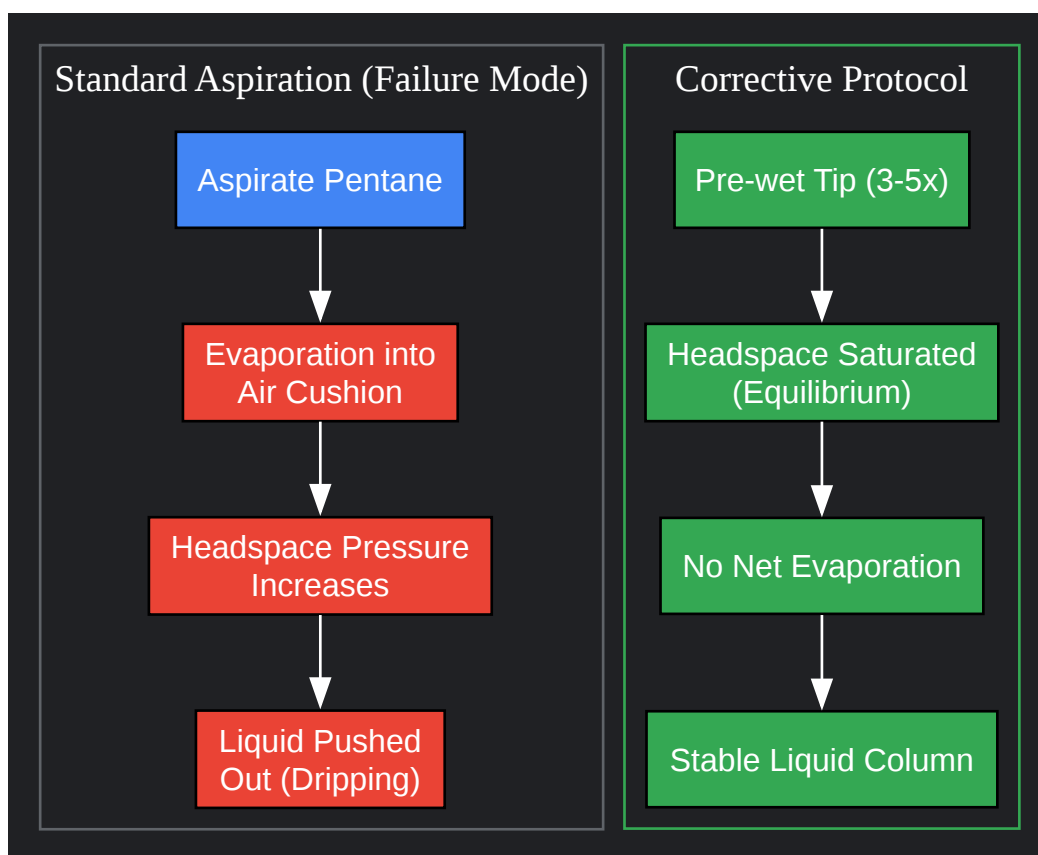 Standard Aspiration (Failure Mode)
Aspirate Pentane
Evaporation into
Air Cushion
Headspace Pressure
Increases
Liquid Pushed
Out (Dripping)
Corrective Protocol
Pre-wet Tip (3-5x)
Headspace Saturated
(Equilibrium)
No Net Evaporation
Stable Liquid Column